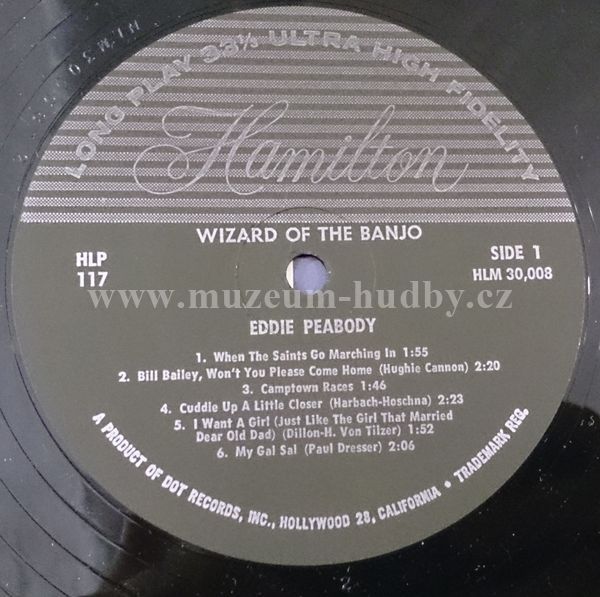 LONG PLAY 33⅓ ULTRA HIGH FIDELITY
Hamilton
WIZARD OF THE BANJO
HLP
117
SIDE 1
HLM 30,008
www.muzeum-hudby.cz
EDDIE PEABODY
1. When The Saints Go Marching In 1:55
2. Bill Bailey, Won't You Please Come Home (Hughie Cannon) 2:20
3. Camptown Races 1:46
4. Cuddle Up A Little Closer (Harbach-Hoschna) 2:23
5. I Want A Girl (Just Like The Girl That Married
Dear Old Dad) (Dillon-H. Von Tilzer) 1:52
6. My Gal Sal (Paul Dresser) 2:06
A PRODUCT OF DOT RECORDS, INC., HOLLYWOOD 28, CALIFORNIA • TRADEMARK REG.